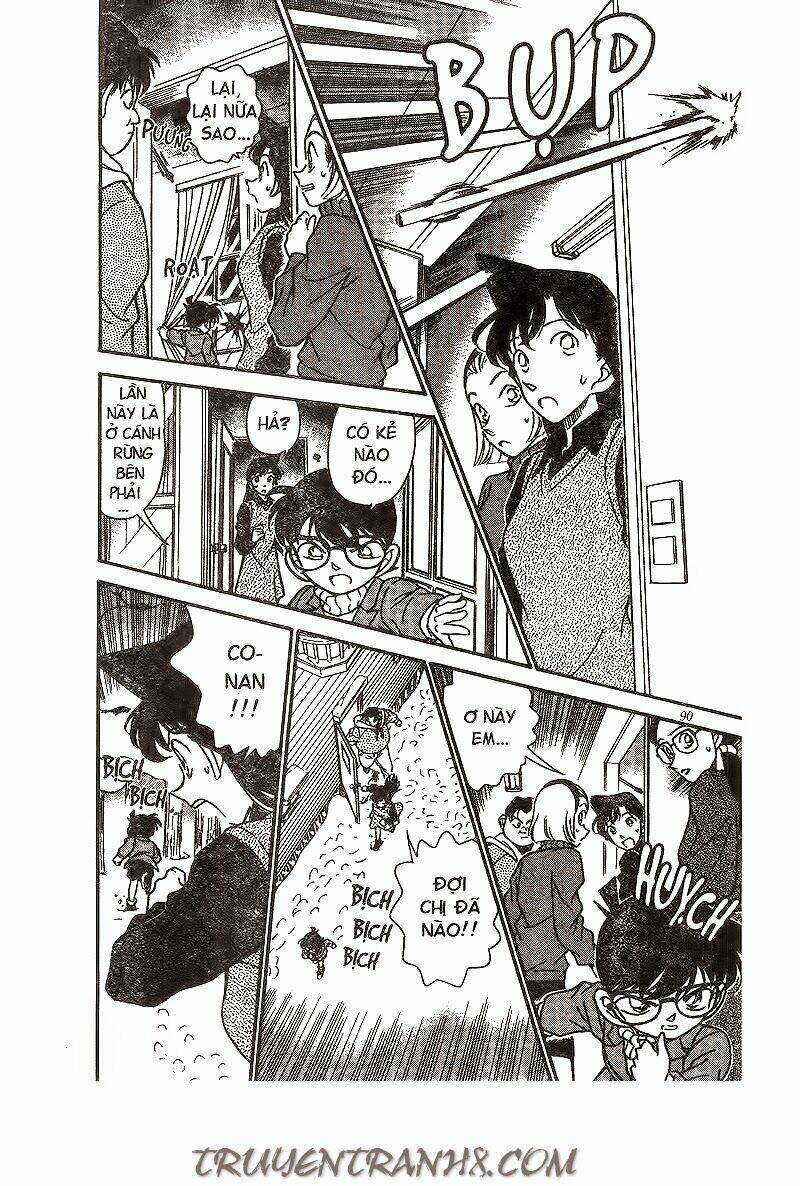 BỤP
LẠI,
LẠI NỮA
SAO...
PƯƯNG
ROẠT
CÓ KẺ
NÀO
ĐÓ...
HẢ?
LẦN
NÀY LÀ
Ở CÁNH
RỪNG
BÊN
PHẢI
...
90
Ơ NÀY
EM...
HUỴCH
ĐỢI
CHỊ ĐÃ
NÀO!!
BỊCH
BỊCH
BỊCH
CO-
NAN
!!!
BỊCH
BỊCH
TRUYENTRANH8.COM